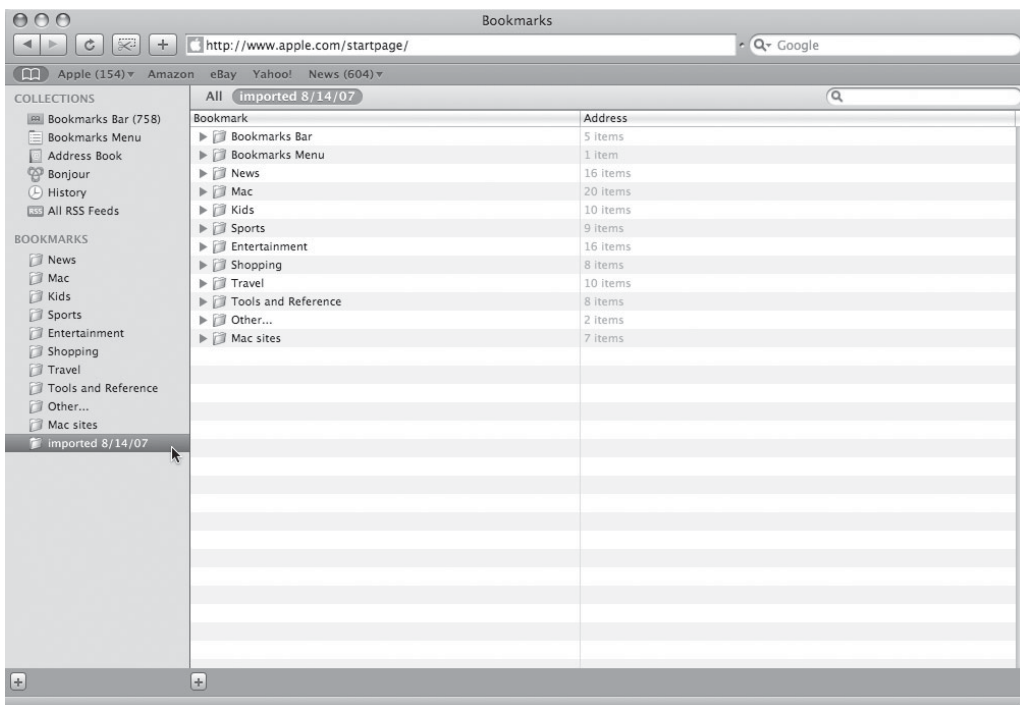 Bookmarks
http://www.apple.com/startpage/
Google
Apple (154) Amazon eBay Yahoo! News (604)
COLLECTIONS
Bookmarks Bar (758)
Bookmarks Menu
Address Book
Bonjour
History
RSS All RSS Feeds
BOOKMARKS
News
Mac
Kids
Sports
Entertainment
Shopping
Travel
Tools and Reference
Other...
Mac sites
imported 8/14/07
All imported 8/14/07
Bookmark Address
Bookmarks Bar 5 items
Bookmarks Menu 1 item
News 16 items
Mac 20 items
Kids 10 items
Sports 9 items
Entertainment 16 items
Shopping 8 items
Travel 10 items
Tools and Reference 8 items
Other... 2 items
Mac sites 7 items